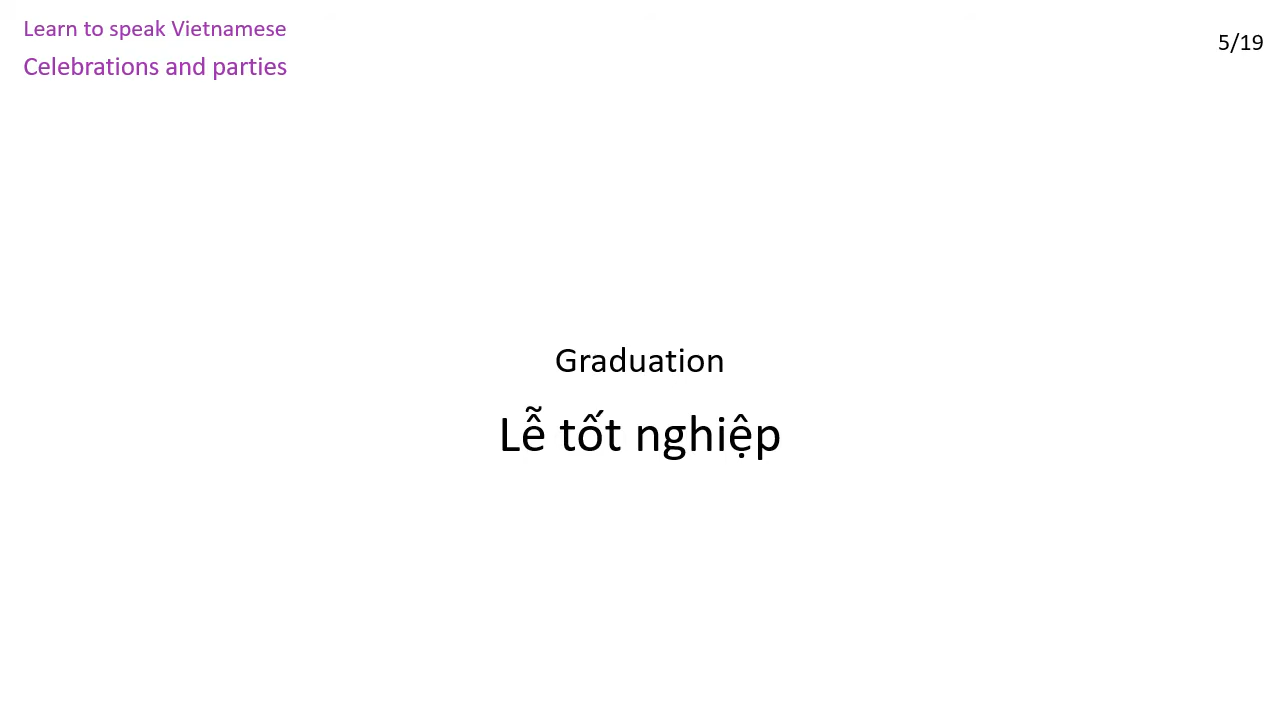 Learn to speak Vietnamese
Celebrations and parties
5/19
Graduation
Lễ tốt nghiệp